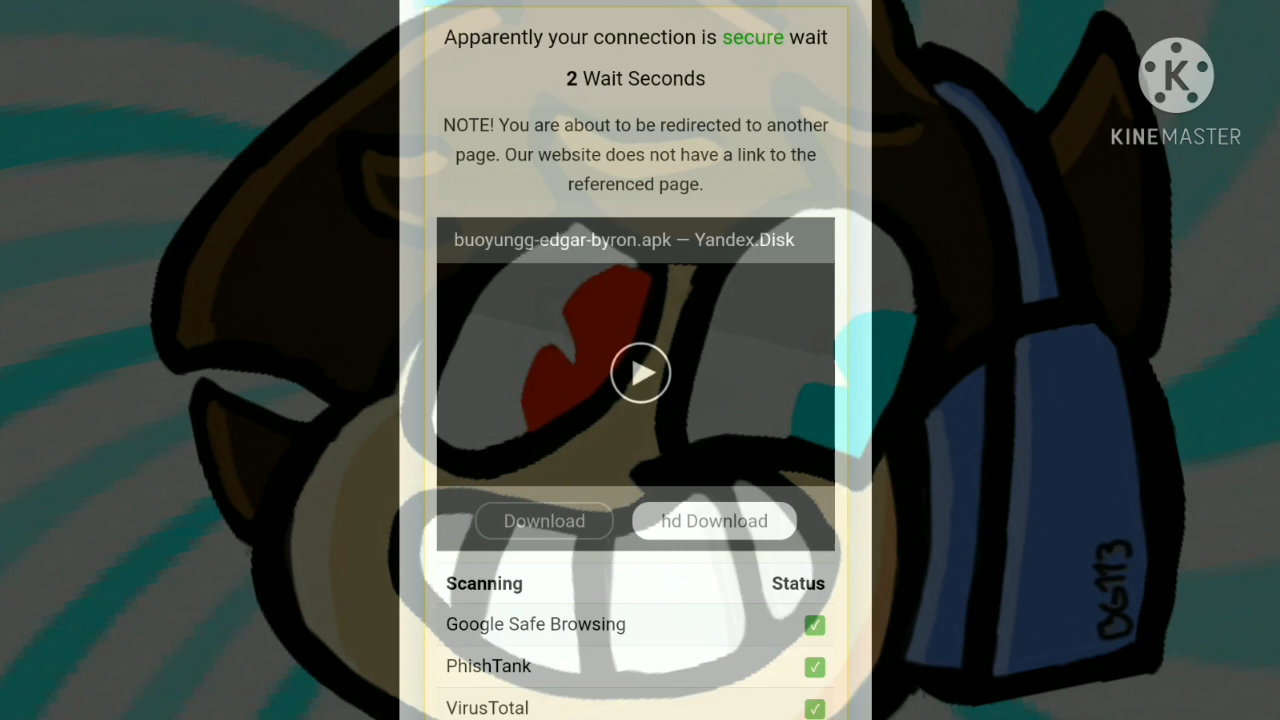 Apparently your connection is secure wait
2 Wait Seconds
NOTE! You are about to be redirected to another
page. Our website does not have a link to the
referenced page.
buoyungg-edgar-byron.apk — Yandex.Disk
Download hd Download
Scanning Status
Google Safe Browsing
PhishTank
VirusTotal
K
KINEMASTER
BG113